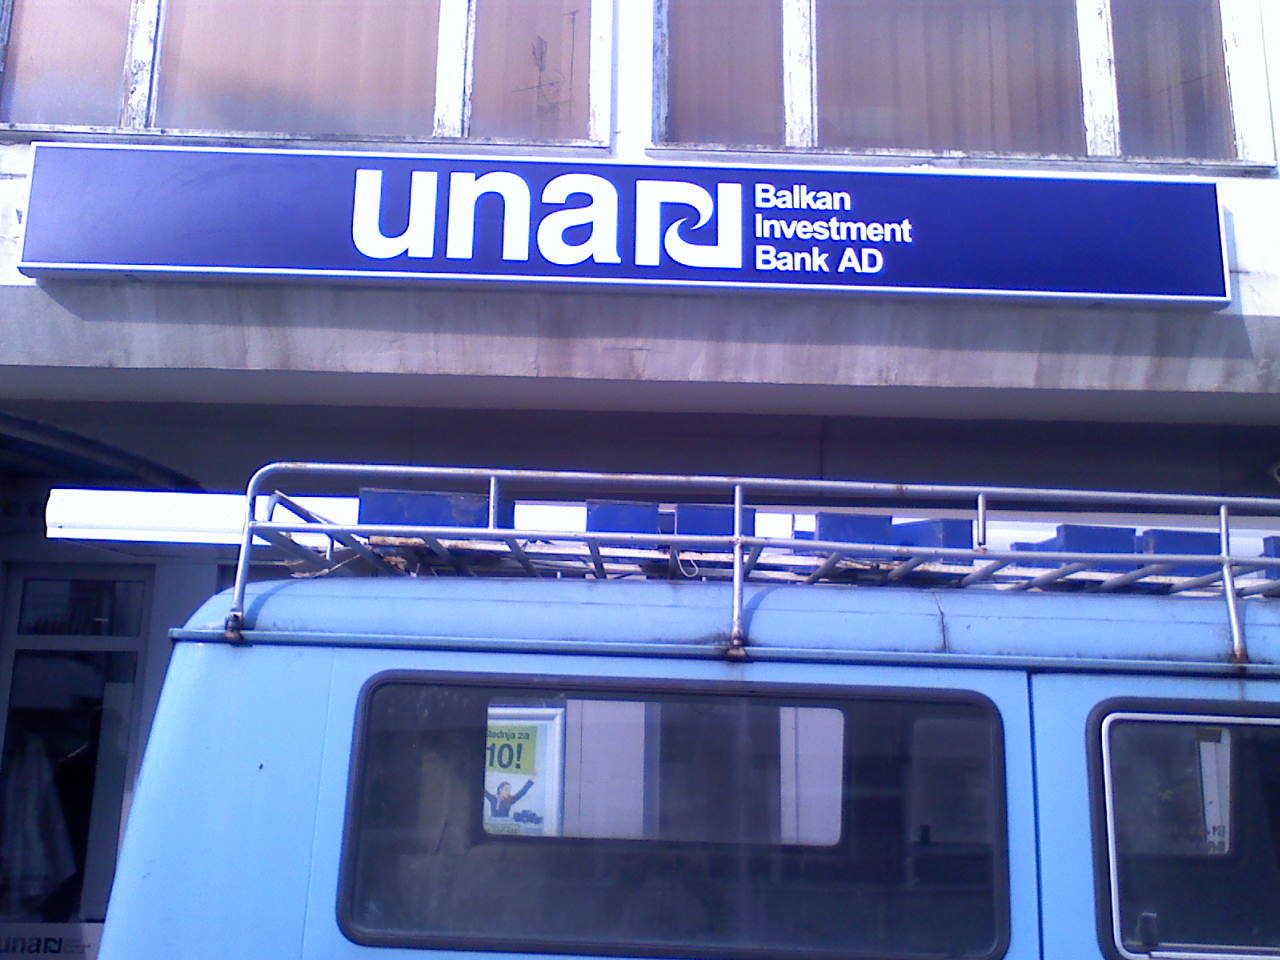 una
Balkan
Investment
Bank AD
10!
una